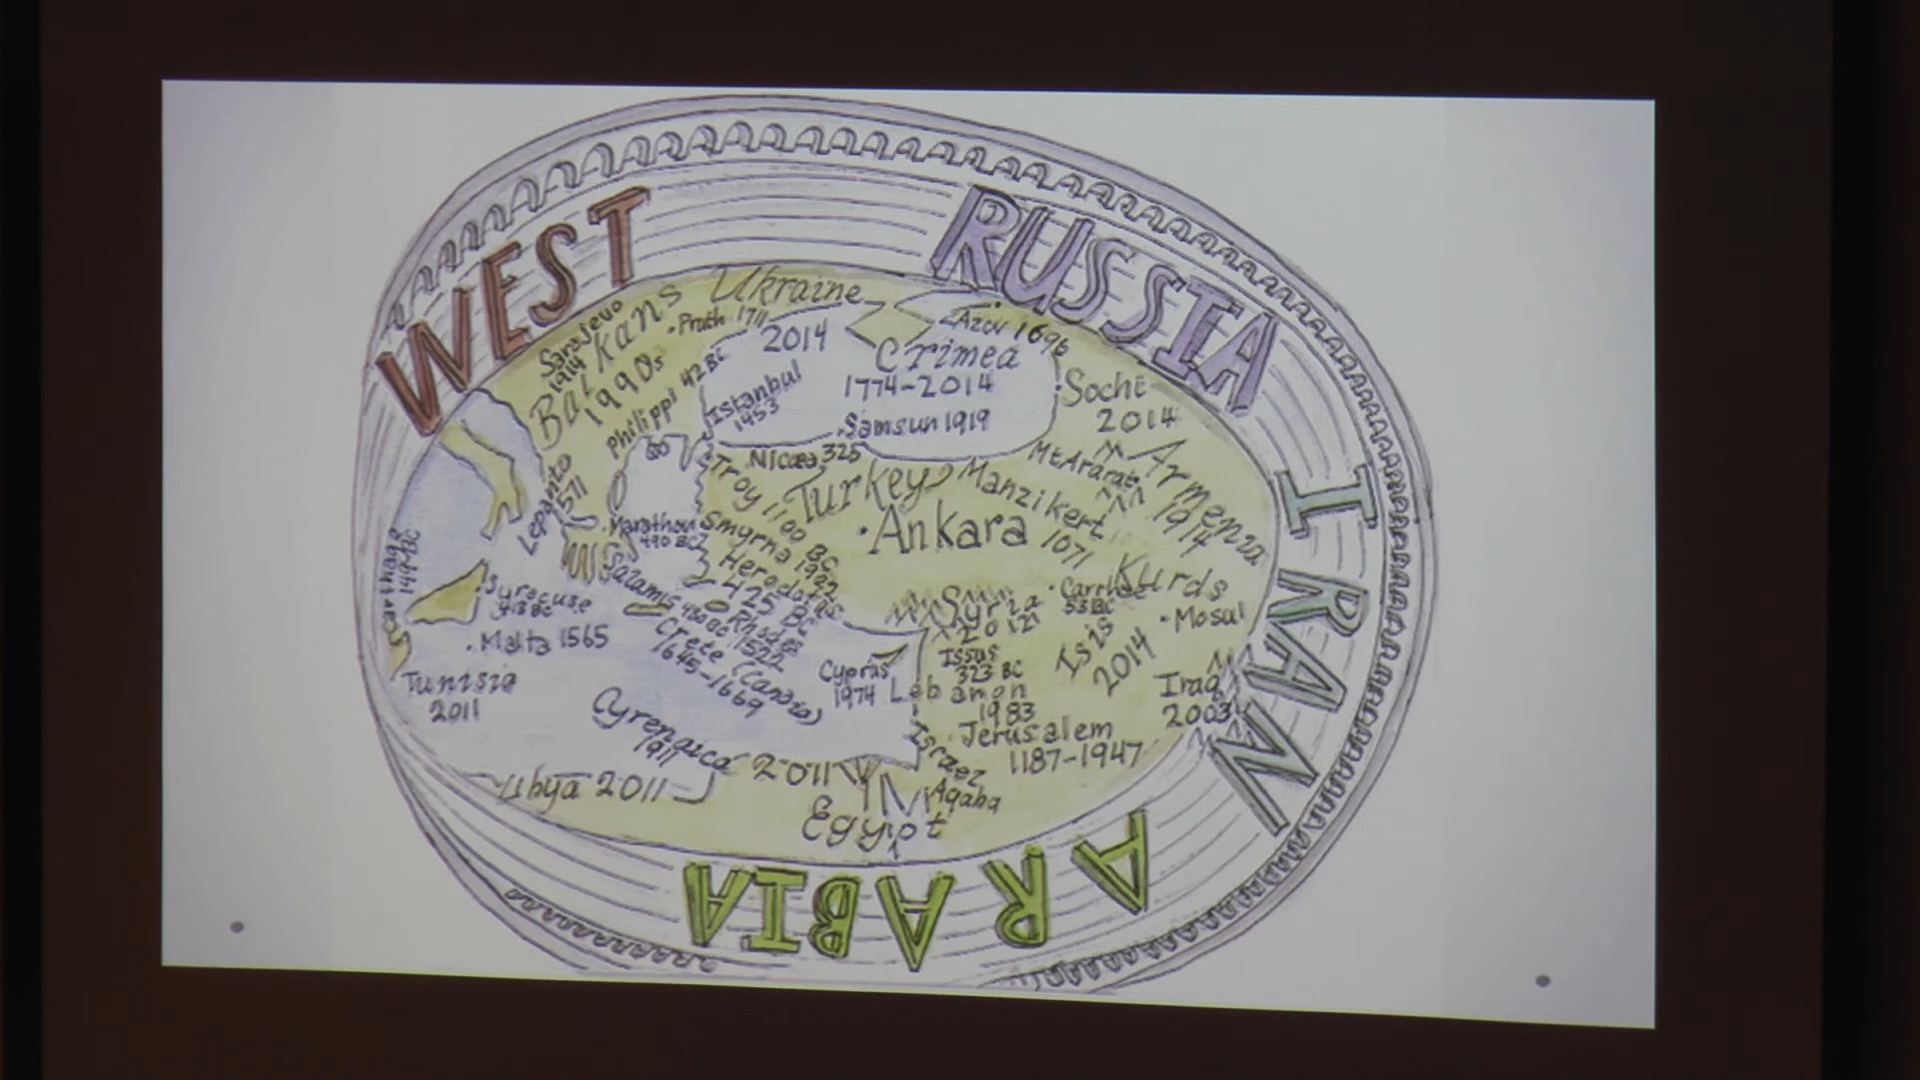 WEST
RUSSIA
IRAN
ARABIA
Ukraine
2014
Sarajevo
1914
Balkans
1990s
Pruth 1711
Philippi 42 BC
Istanbul
1453
Azov 1696
Crimea
1774-2014
Samsun 1919
Sochi
2014
Nicaea 325
Turkey
Ankara
Manzikert
1071
Mt Ararat
Armenia
1914
Troy 1100 BC
Smyrna 1922
Herodotus
425 BC
Lepanto
1571
Marathon
490 BC
Salamis
480 BC
Rhodes
1522
Crete (Candia)
1645-1669
Carthage
149 BC
Syracuse
413 BC
Malta 1565
Tunisia
2011
Cyrenaica
1911
Libya 2011
2011
Egypt
Cyprus
1974
Syria
Issus
323 BC
Lebanon
1983
Israel
Aqaba
Jerusalem
1187-1947
Carrhae
53 BC
Kurds
Mosul
Isis
2014
Iraq
2003